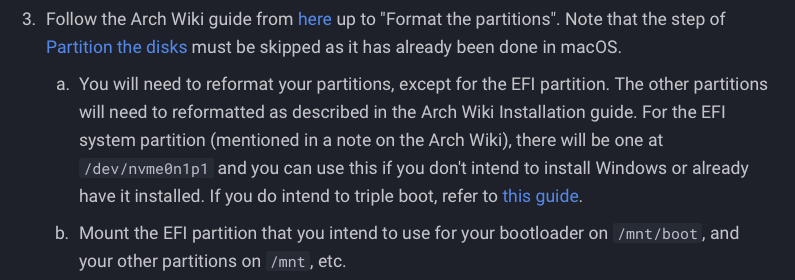 3. Follow the Arch Wiki guide from here up to "Format the partitions". Note that the step of
Partition the disks must be skipped as it has already been done in macOS.
a. You will need to reformat your partitions, except for the EFI partition. The other partitions
will need to reformatted as described in the Arch Wiki Installation guide. For the EFI
system partition (mentioned in a note on the Arch Wiki), there will be one at
/dev/nvme0n1p1 and you can use this if you don't intend to install Windows or already
have it installed. If you do intend to triple boot, refer to this guide.
b. Mount the EFI partition that you intend to use for your bootloader on /mnt/boot, and
your other partitions on /mnt, etc.